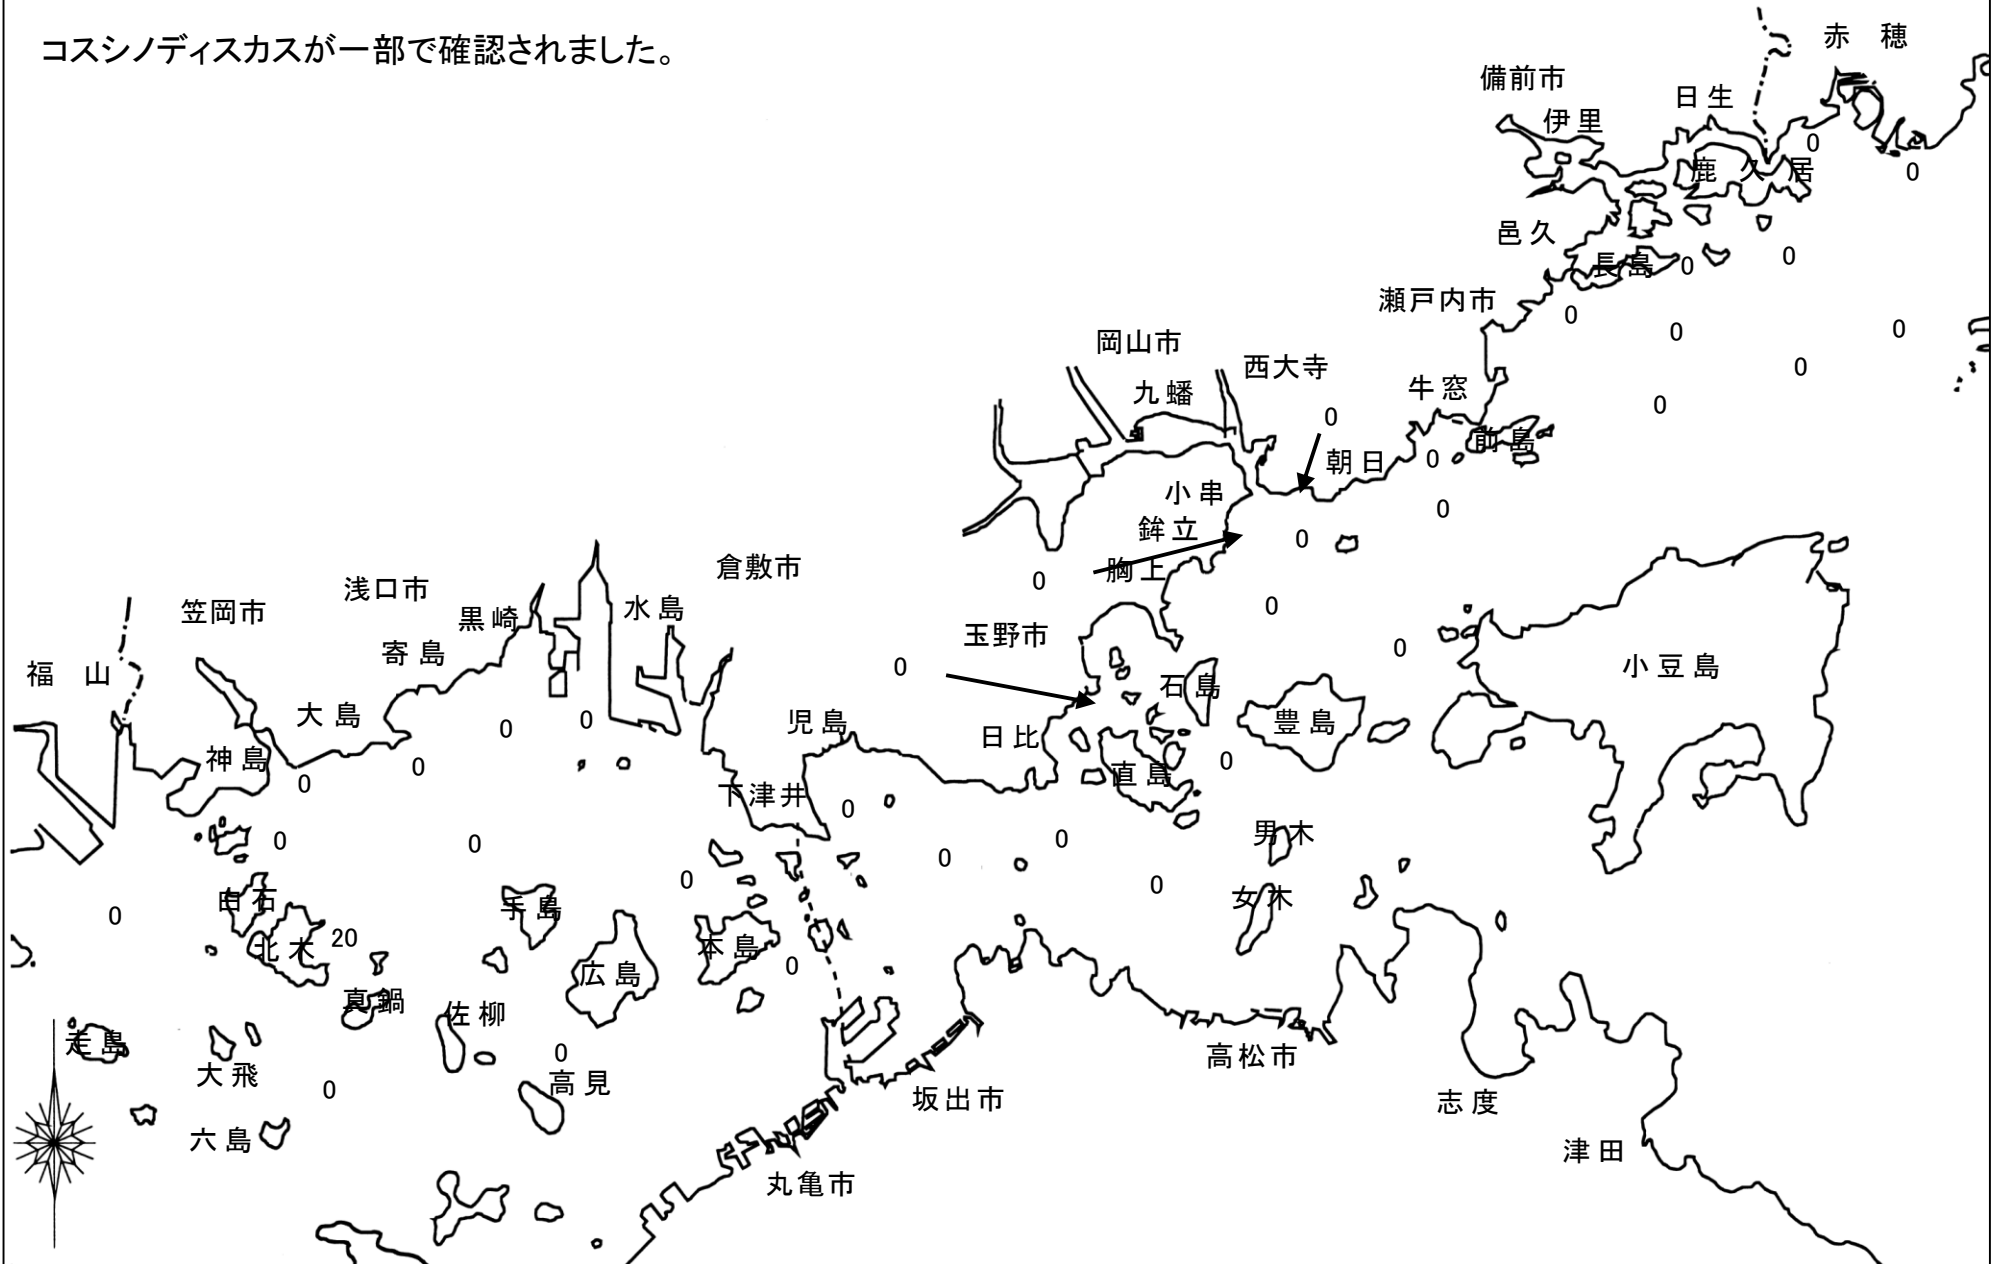 コスシノディスカスが一部で確認されました。
赤　穂
備前市
日生
伊里
0
鹿久居
0
邑久
0
長島
0
瀬戸内市
0
0
0
岡山市
西大寺
0
牛窓
九蟠
0
0
前島
0
朝日
小串
0
鉾立
0
胸上
0
倉敷市
浅口市
0
水島
笠岡市
黒崎
玉野市
0
寄島
0
小豆島
福　山
石島
大島
児島
0
豊島
0
日比
神島
0
0
直島
0
下津井
0
男木
0
0
0
0
0
0
女木
白石
手島
0
20
本島
北木
0
広島
真鍋
佐柳
走島
0
高松市
大飛
高見
0
坂出市
志度
六島
津田
丸亀市